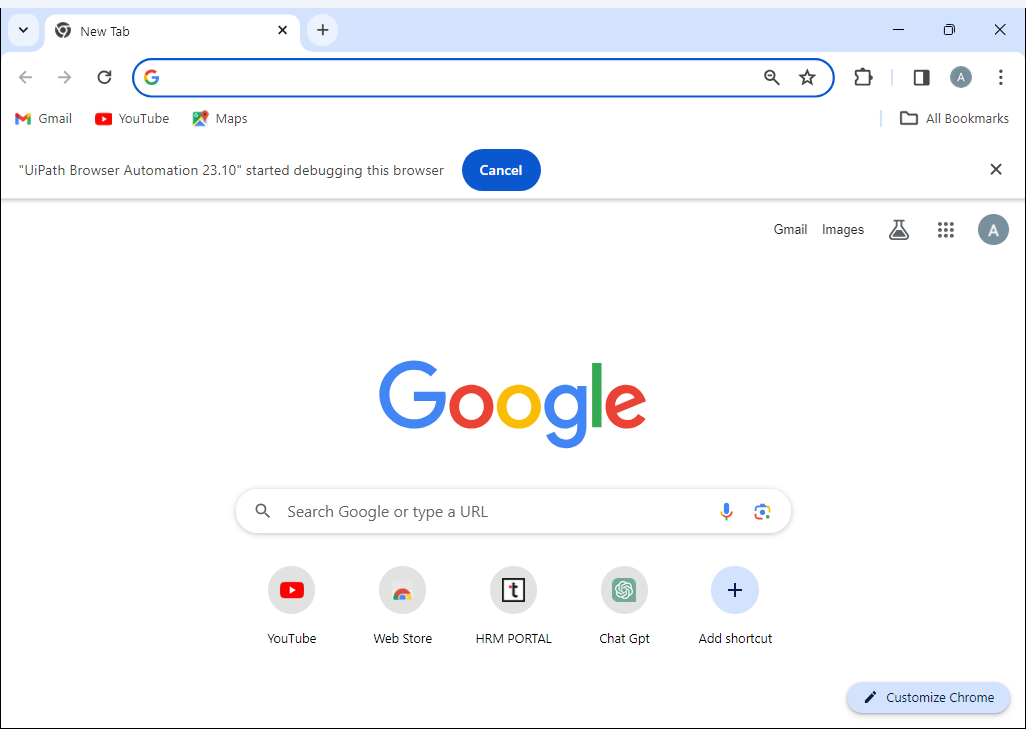 New Tab
Gmail YouTube Maps All Bookmarks
"UiPath Browser Automation 23.10" started debugging this browser Cancel
Gmail Images A
Google
Search Google or type a URL
YouTube Web Store HRM PORTAL Chat Gpt Add shortcut
Customize Chrome